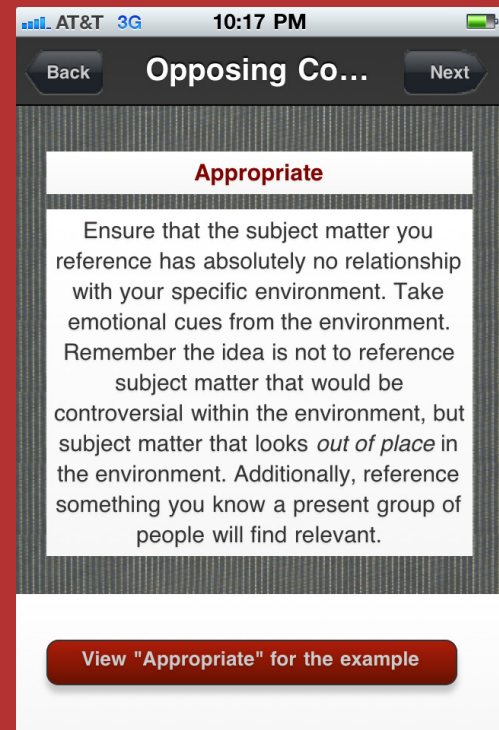 AT&T 3G 10:17 PM
Back Opposing Co... Next
Appropriate
Ensure that the subject matter you
reference has absolutely no relationship
with your specific environment. Take
emotional cues from the environment.
Remember the idea is not to reference
subject matter that would be
controversial within the environment, but
subject matter that looks out of place in
the environment. Additionally, reference
something you know a present group of
people will find relevant.
View "Appropriate" for the example